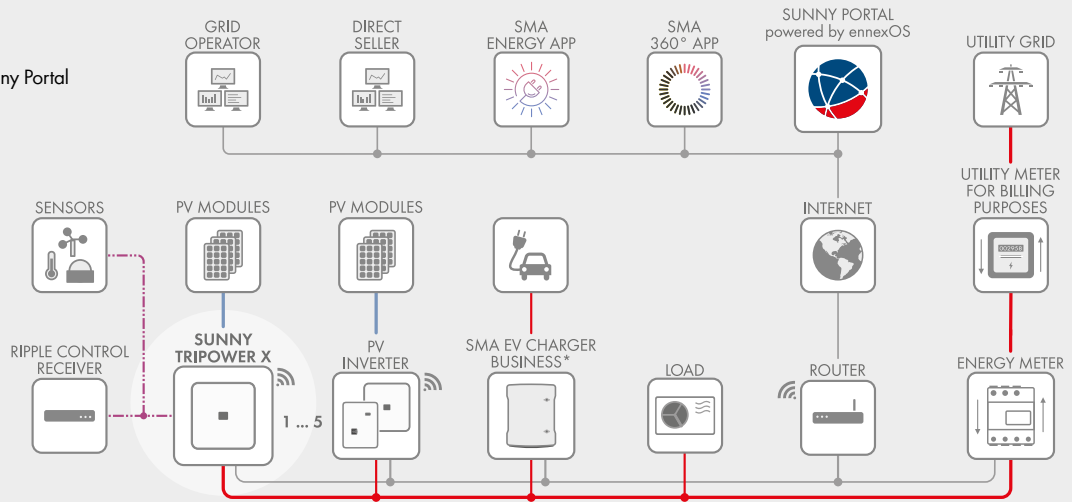 GRID
OPERATOR
DIRECT
SELLER
SMA
ENERGY APP
SMA
360° APP
SUNNY PORTAL
powered by ennexOS
UTILITY GRID
ny Portal
SENSORS
PV MODULES
PV MODULES
INTERNET
UTILITY METER
FOR BILLING
PURPOSES
002958
RIPPLE CONTROL
RECEIVER
SUNNY
TRIPOWER X
1 ... 5
PV
INVERTER
SMA EV CHARGER
BUSINESS*
LOAD
ROUTER
ENERGY METER